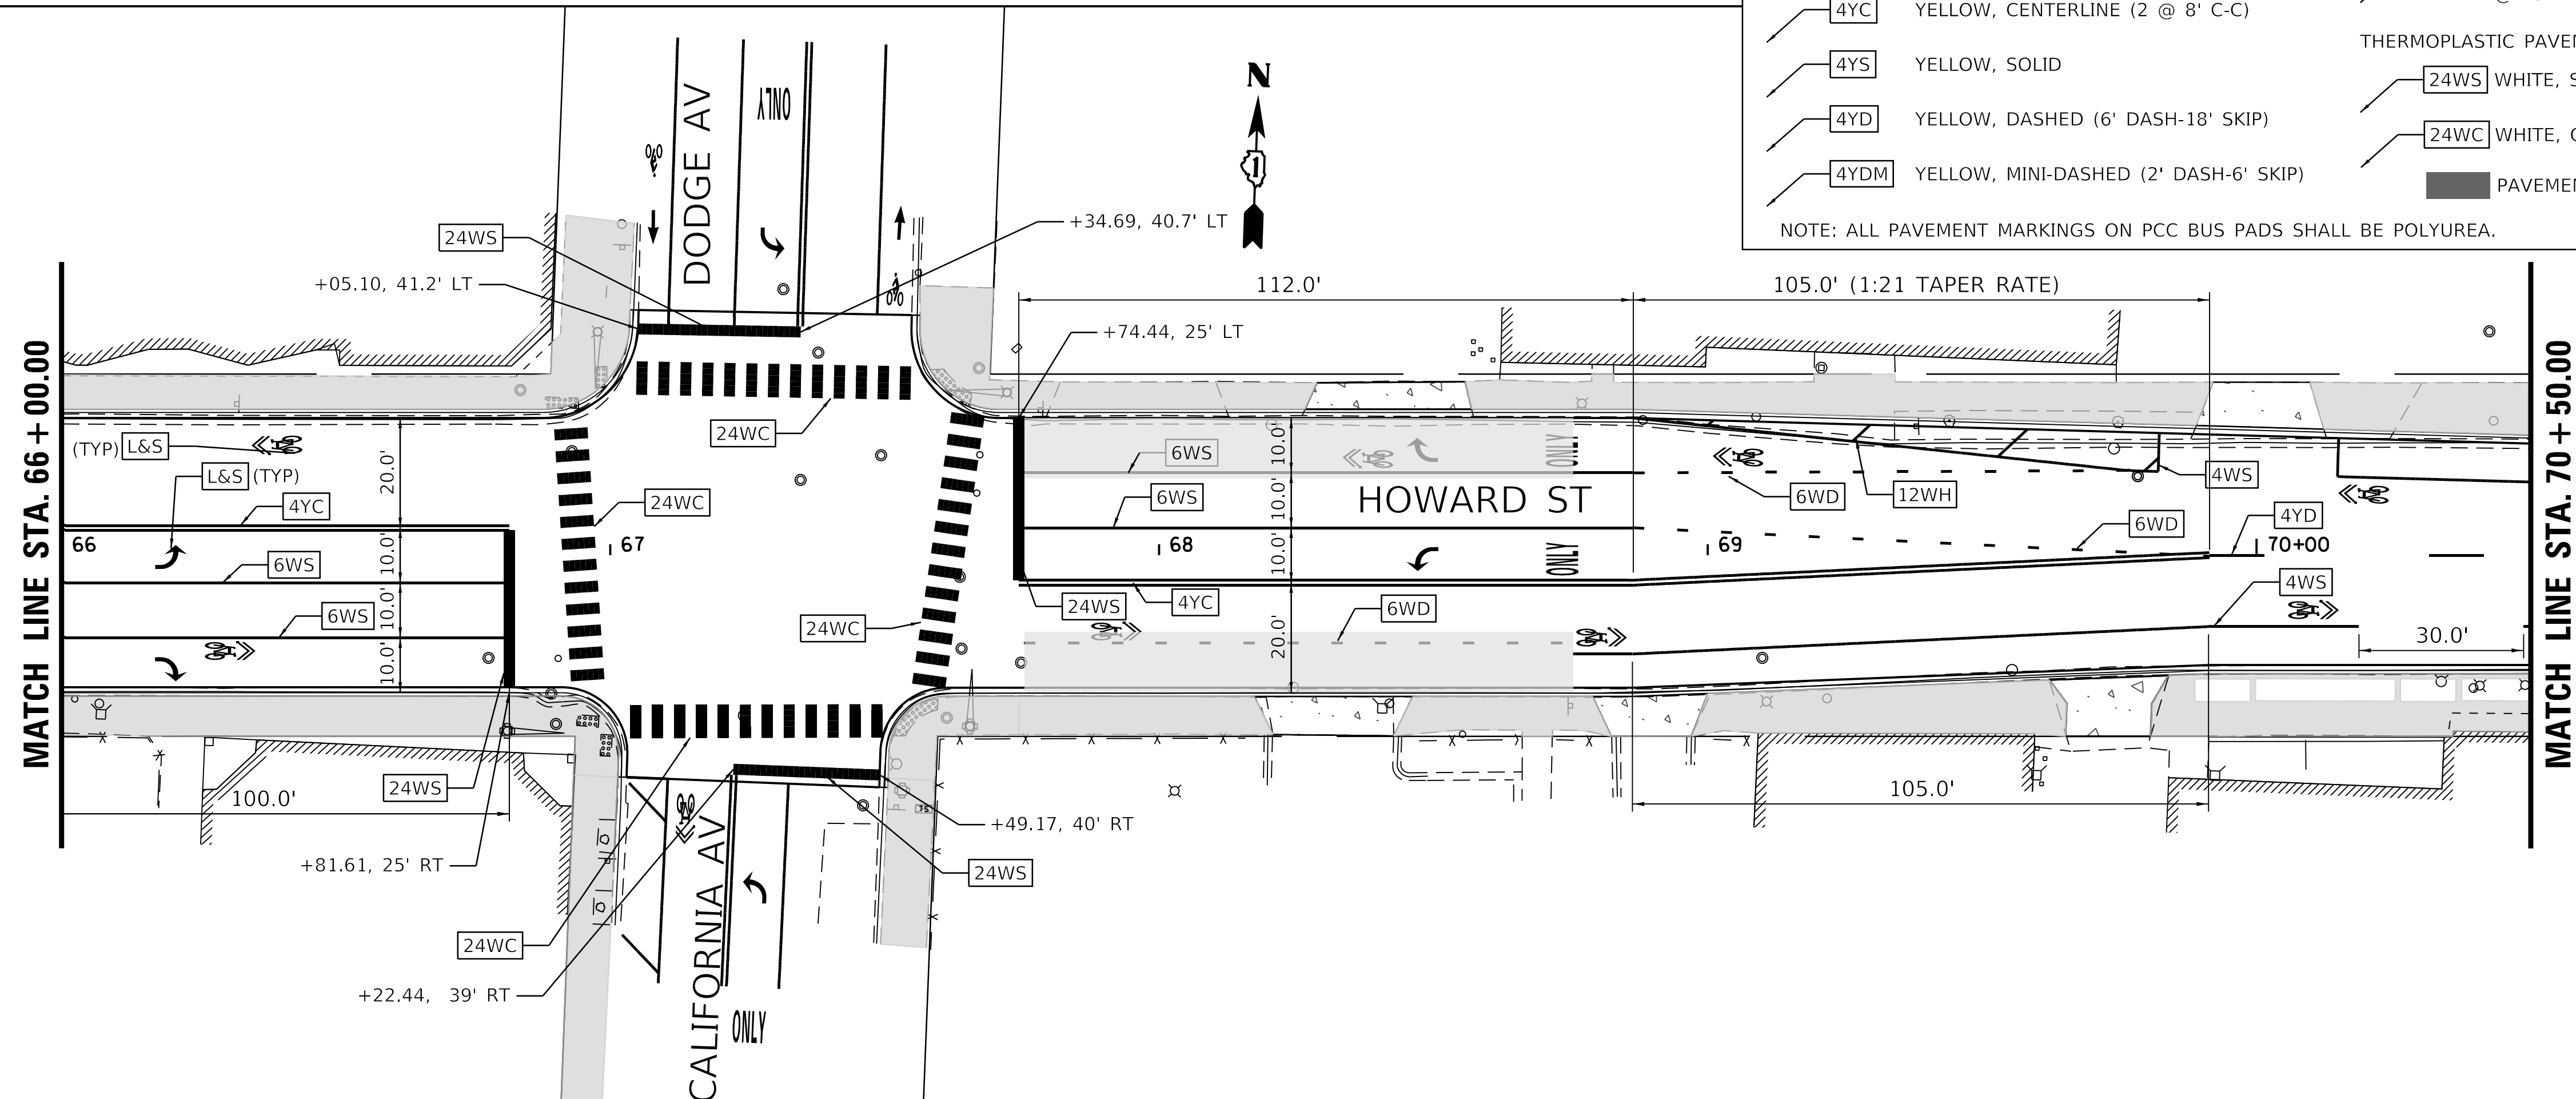 4YC YELLOW, CENTERLINE (2 @ 8' C-C)
4YS YELLOW, SOLID
4YD YELLOW, DASHED (6' DASH-18' SKIP)
4YDM YELLOW, MINI-DASHED (2' DASH-6' SKIP)
THERMOPLASTIC
24WS WHITE,
24WC WHITE,
NOTE: ALL PAVEMENT MARKINGS ON PCC BUS PADS SHALL BE POLYUREA.
N
DODGE AV
ONLY
24WS
+34.69, 40.7' LT
+05.10, 41.2' LT
112.0'
105.0' (1:21 TAPER RATE)
+74.44, 25' LT
MATCH LINE STA. 66+00.00
MATCH LINE STA. 70+50.00
24WC
(TYP) L&S
L&S (TYP)
4YC
20.0'
24WC
10.0'
6WS
ONLY
6WS
10.0'
HOWARD ST
6WD
12WH
4WS
6WD
4YD
66
67
68
69
70+00
6WS
10.0'
10.0'
ONLY
4WS
6WS
10.0'
10.0'
24WC
24WS
4YC
6WD
20.0'
30.0'
24WS
100.0'
105.0'
+49.17, 40' RT
+81.61, 25' RT
24WS
CALIFORNIA AV
24WC
+22.44, 39' RT
ONLY